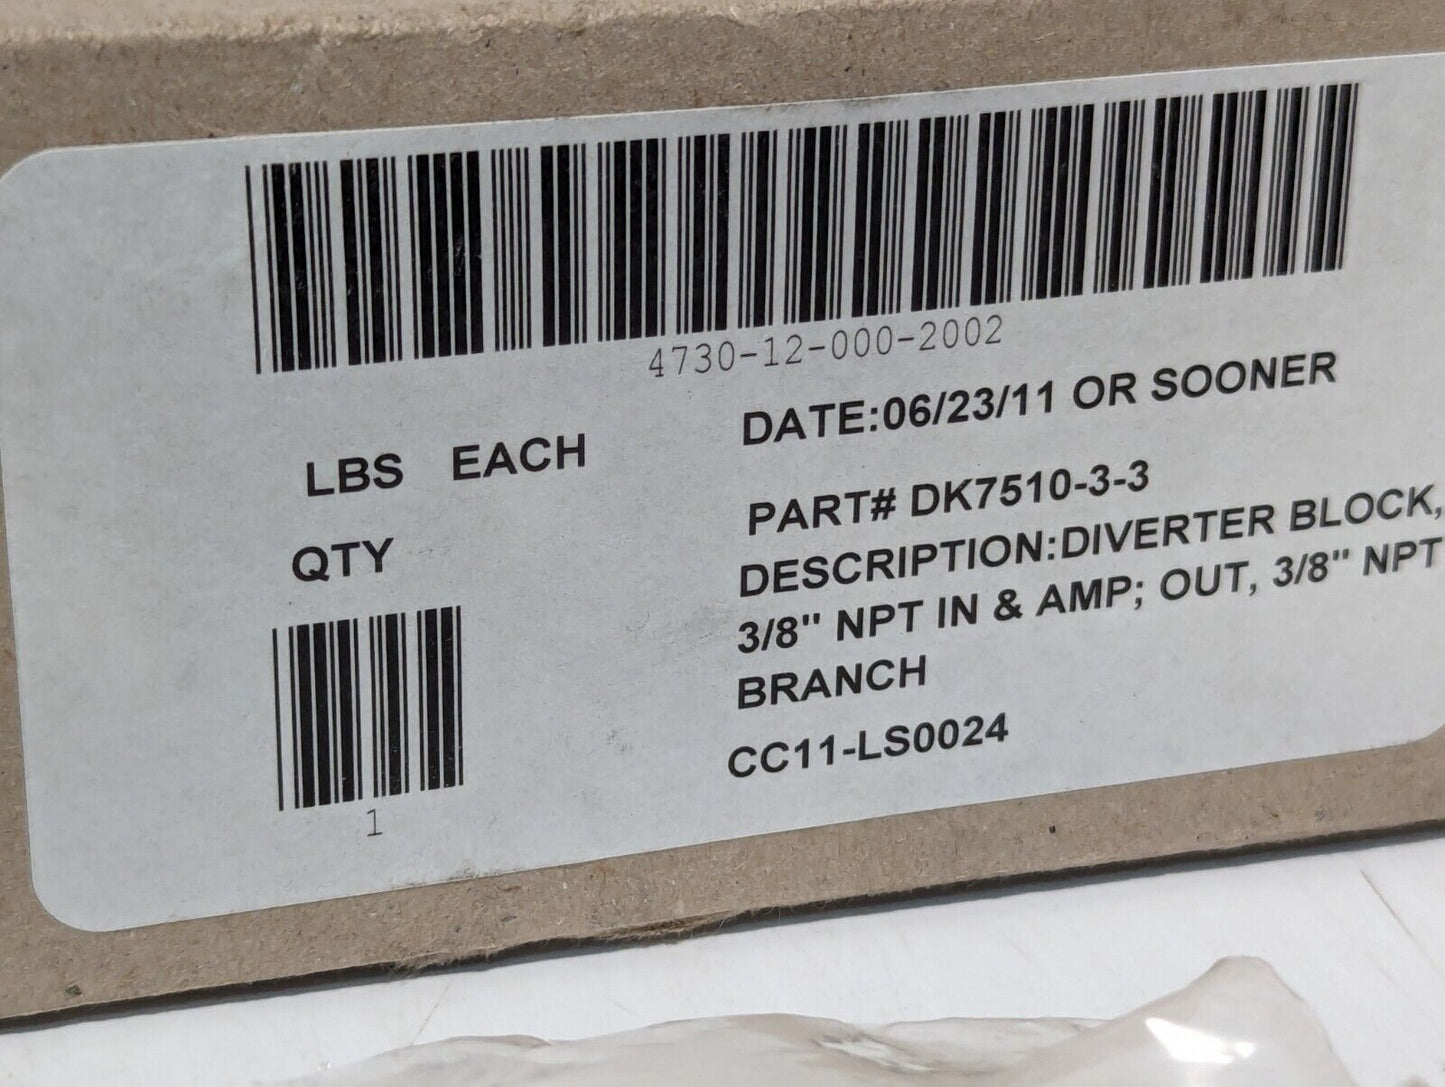 4730-12-000-2002
DATE:06/23/11 OR SOONER
LBS EACH
PART# DK7510-3-3
QTY
DESCRIPTION:DIVERTER BLOCK,
3/8" NPT IN & AMP; OUT, 3/8" NPT
BRANCH
CC11-LS0024
1